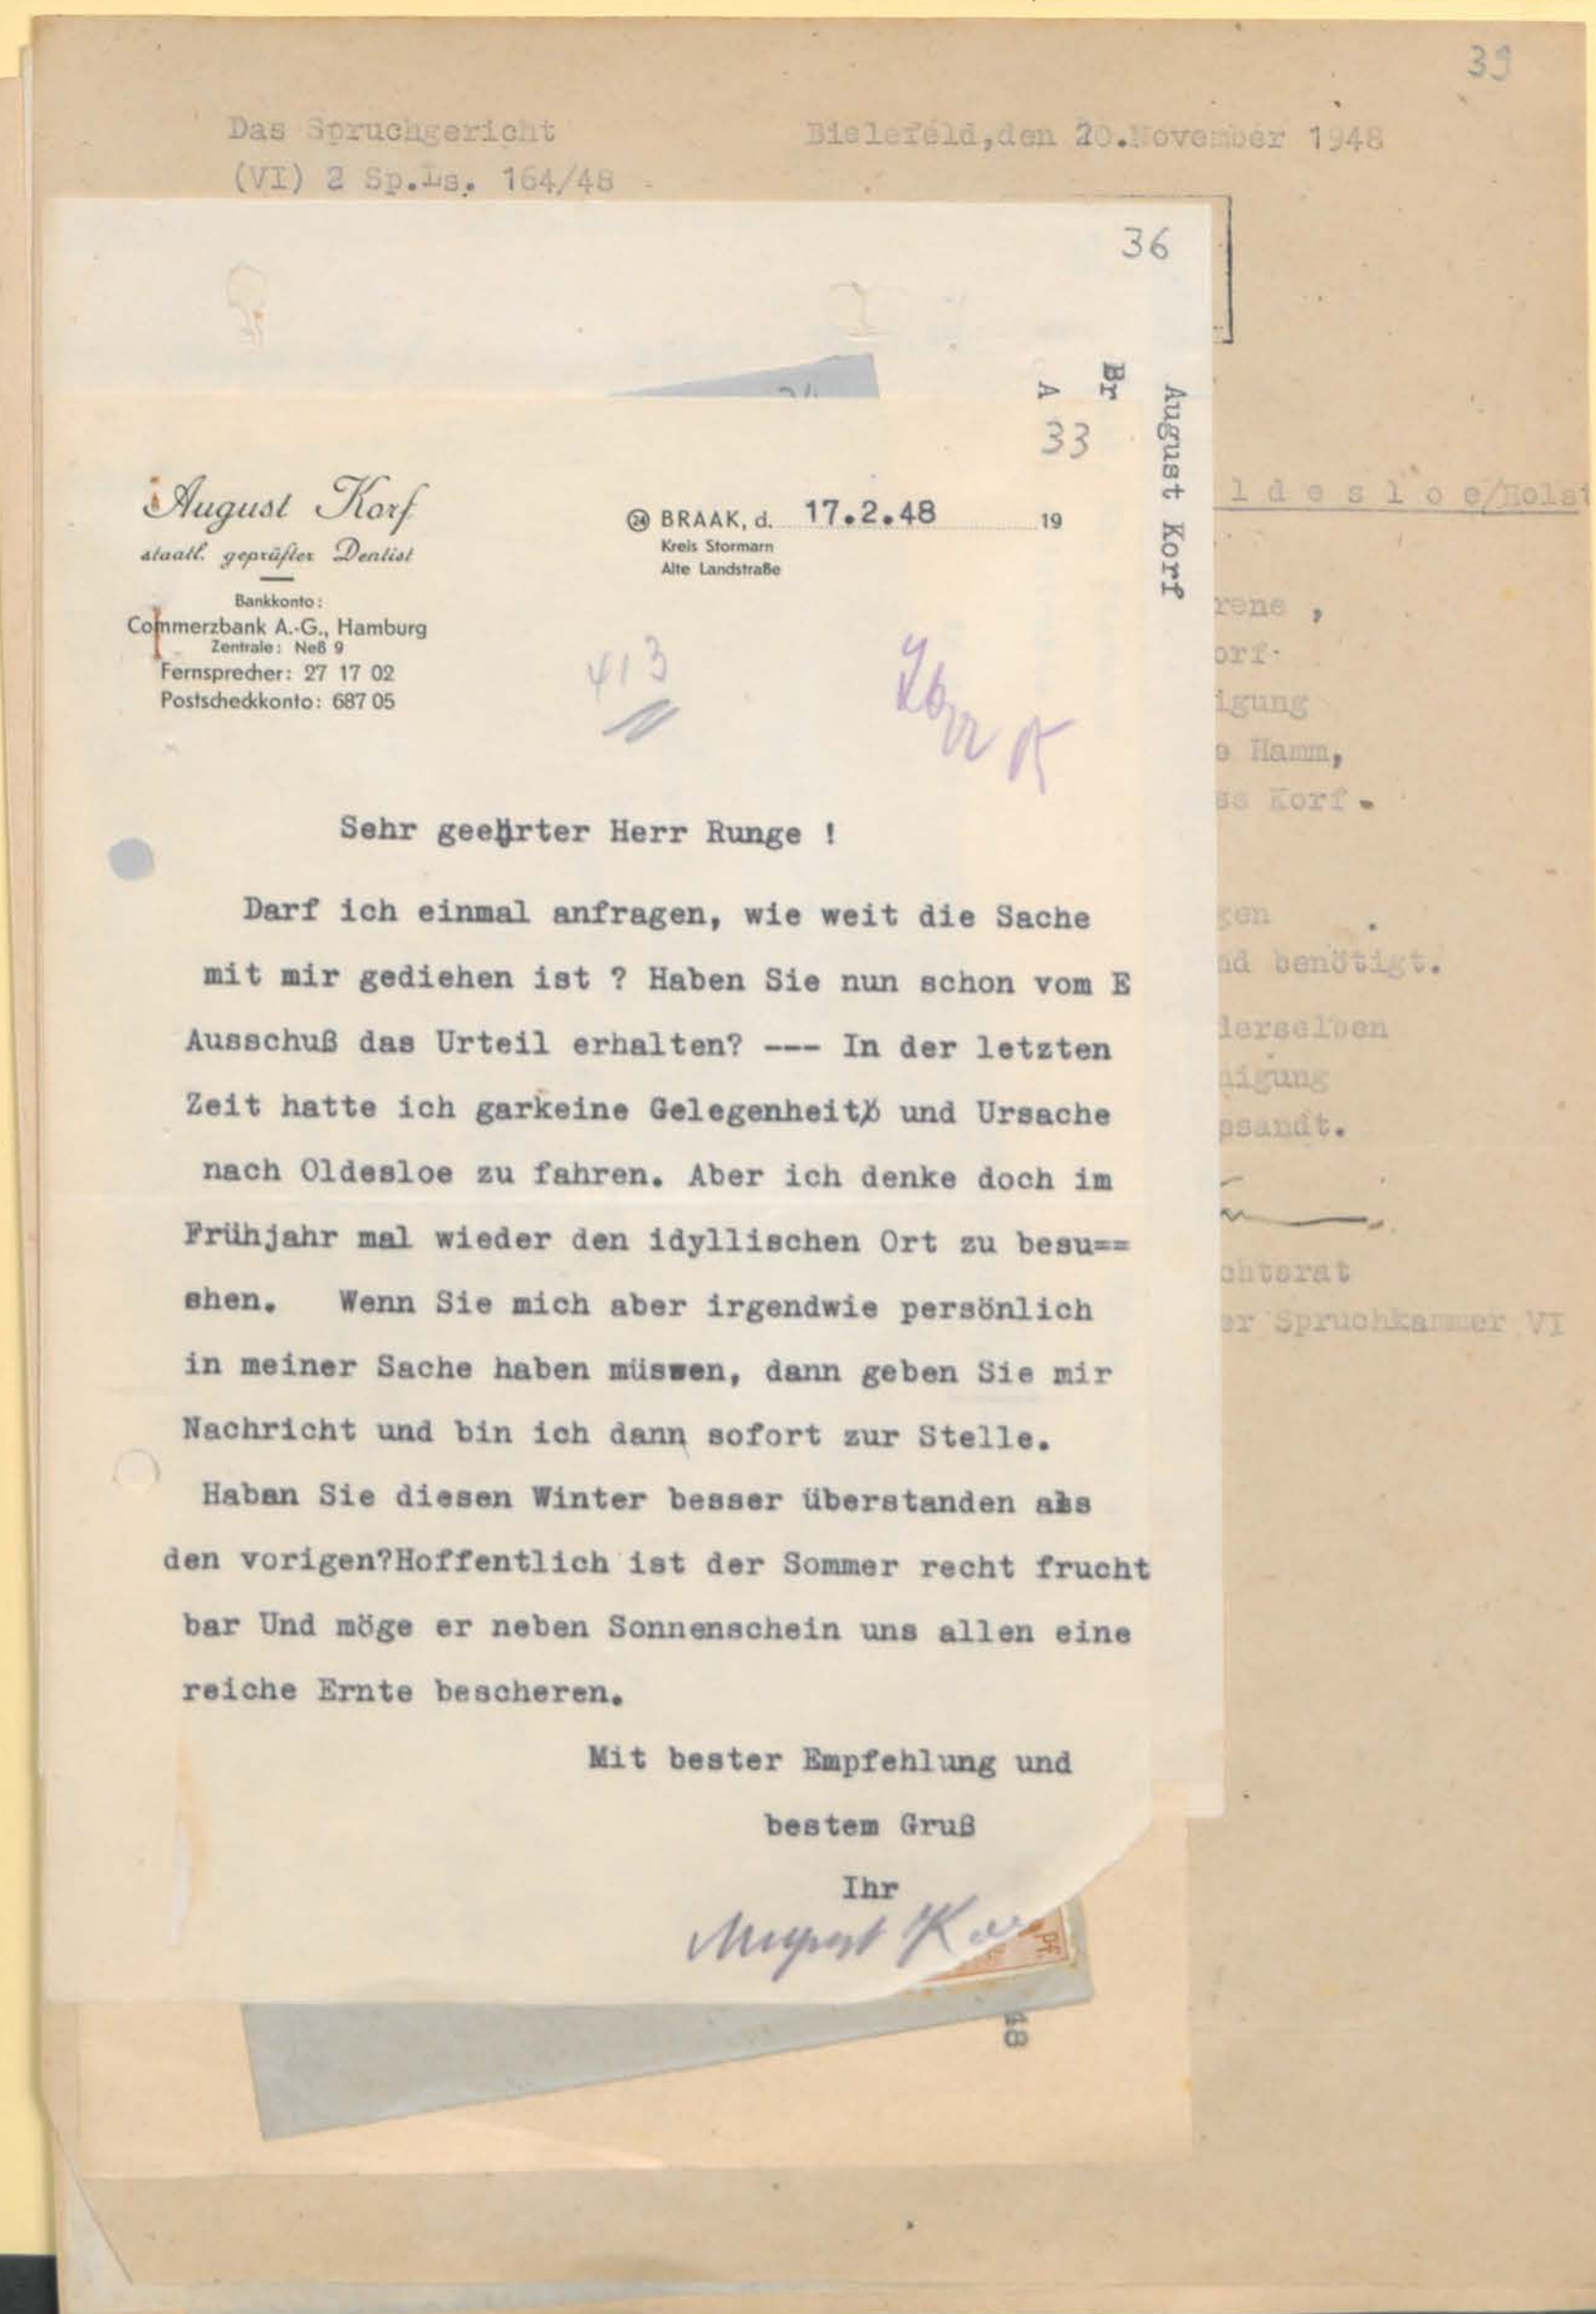 39
Das Spruchgericht
Bielefeld,den 20.November 1948
(VI) 2 Sp.Ls. 164/48
36
Br
A
August Korf
33
August Korf
staatl. geprüfter Dentist
Bankkonto:
Commerzbank A.-G., Hamburg
Zentrale: Neß 9
Fernsprecher: 27 17 02
Postscheckkonto: 687 05
24 BRAAK, d. 17.2.48 19
Kreis Stormarn
Alte Landstraße
413
Sehr geehrter Herr Runge !
Darf ich einmal anfragen, wie weit die Sache
mit mir gediehen ist ? Haben Sie nun schon vom E
Ausschuß das Urteil erhalten? --- In der letzten
Zeit hatte ich garkeine Gelegenheit und Ursache
nach Oldesloe zu fahren. Aber ich denke doch im
Frühjahr mal wieder den idyllischen Ort zu besu==
chen. Wenn Sie mich aber irgendwie persönlich
in meiner Sache haben müssen, dann geben Sie mir
Nachricht und bin ich dann sofort zur Stelle.
Haben Sie diesen Winter besser überstanden als
den vorigen?Hoffentlich ist der Sommer recht frucht
bar Und möge er neben Sonnenschein uns allen eine
reiche Ernte bescheren.
Mit bester Empfehlung und
bestem Gruß
Ihr
August K
pf
48
ldesloe/Holst
rene ,
orf-
igung
e Hamm,
ss Korf.
gen
nd benötigt.
derselben
nigung
esandt.
chterat
er Spruchkammer VI